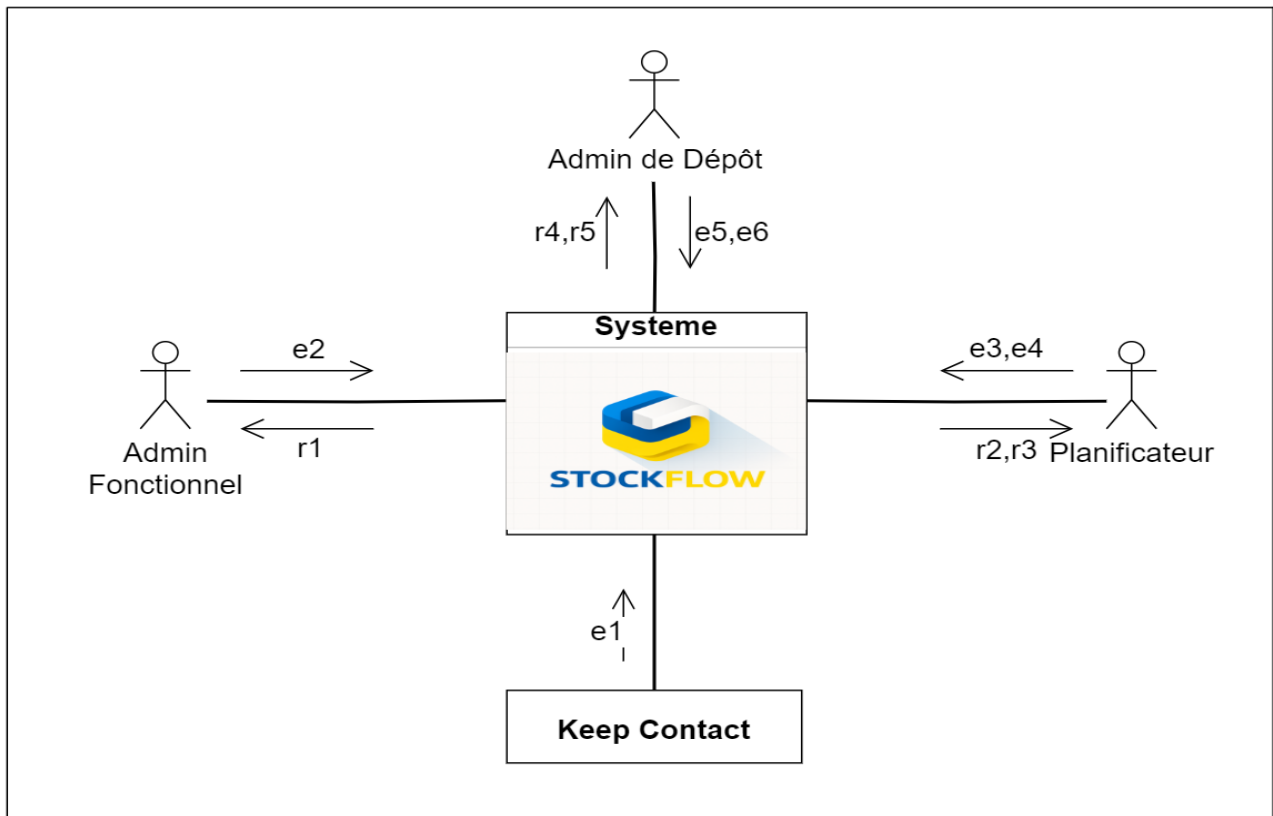 Admin de Dépôt
r4,r5
e5,e6
Systeme
STOCKFLOW
e2
r1
Admin
Fonctionnel
e3,e4
r2,r3
Planificateur
e1
Keep Contact